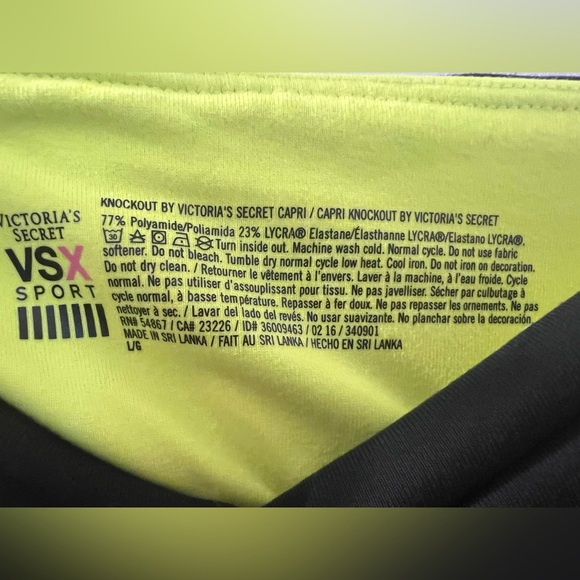 VICTORIA'S
SECRET
VSX
SPORT
KNOCKOUT BY VICTORIA'S SECRET CAPRI / CAPRI KNOCKOUT BY VICTORIA'S SECRET
77% Polyamide/Poliamida 23% LYCRA® Elastane/Élasthanne LYCRA®/Elastano LYCRA®.
30 Turn inside out. Machine wash cold. Normal cycle. Do not use fabric
softener. Do not bleach. Tumble dry normal cycle low heat. Cool iron. Do not iron on decoration.
Do not dry clean. / Retourner le vêtement à l'envers. Laver à la machine, à l'eau froide. Cycle
normal. Ne pas utiliser d'assouplissant pour tissu. Ne pas javelliser. Sécher par culbutage à
cycle normal, à basse température. Repasser à fer doux. Ne pas repasser les ornements. Ne pas
nettoyer à sec. / Lavar del lado del revés. No usar suavizante. No planchar sobre la decoración.
RN# 54867 / CA# 23226 / ID# 36009463 / 02 16 / 340901
MADE IN SRI LANKA / FAIT AU SRI LANKA / HECHO EN SRI LANKA
L/G